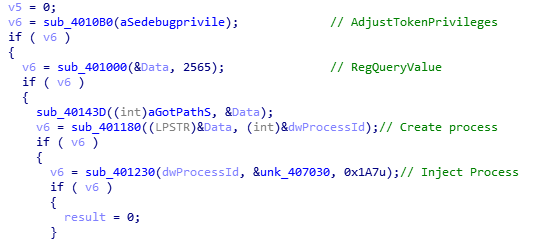 v5 = 0;
v6 = sub_4010B0(aSedebugprivile); // AdjustTokenPrivileges
if ( v6 )
{
v6 = sub_401000(&Data, 2565); // RegQueryValue
if ( v6 )
{
sub_40143D((int)aGotPathS, &Data);
v6 = sub_401180((LPSTR)&Data, (int)&dwProcessId);// Create process
if ( v6 )
{
v6 = sub_401230(dwProcessId, &unk_407030, 0x1A7u);// Inject Process
if ( v6 )
{
result = 0;
}